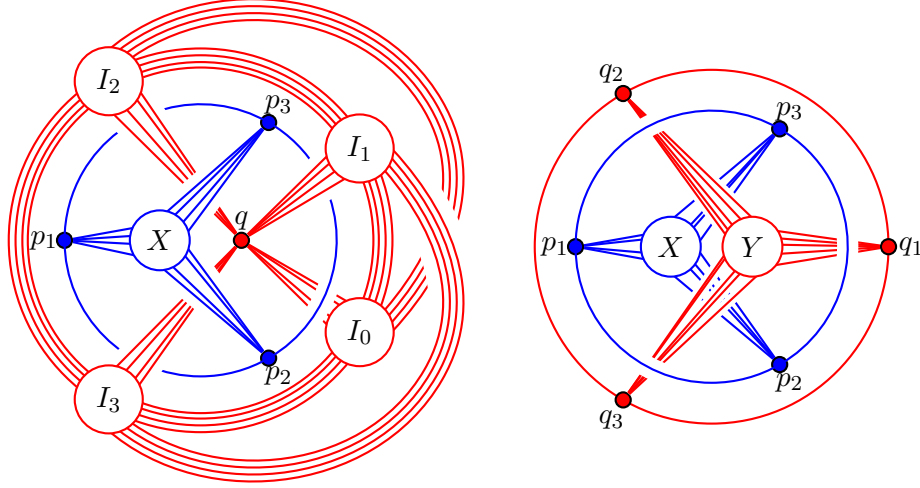 I₂
p₃
I₁
q
p₁
X
I₀
p₂
I₃
q₂
p₃
p₁
X
Y
q₁
p₂
q₃